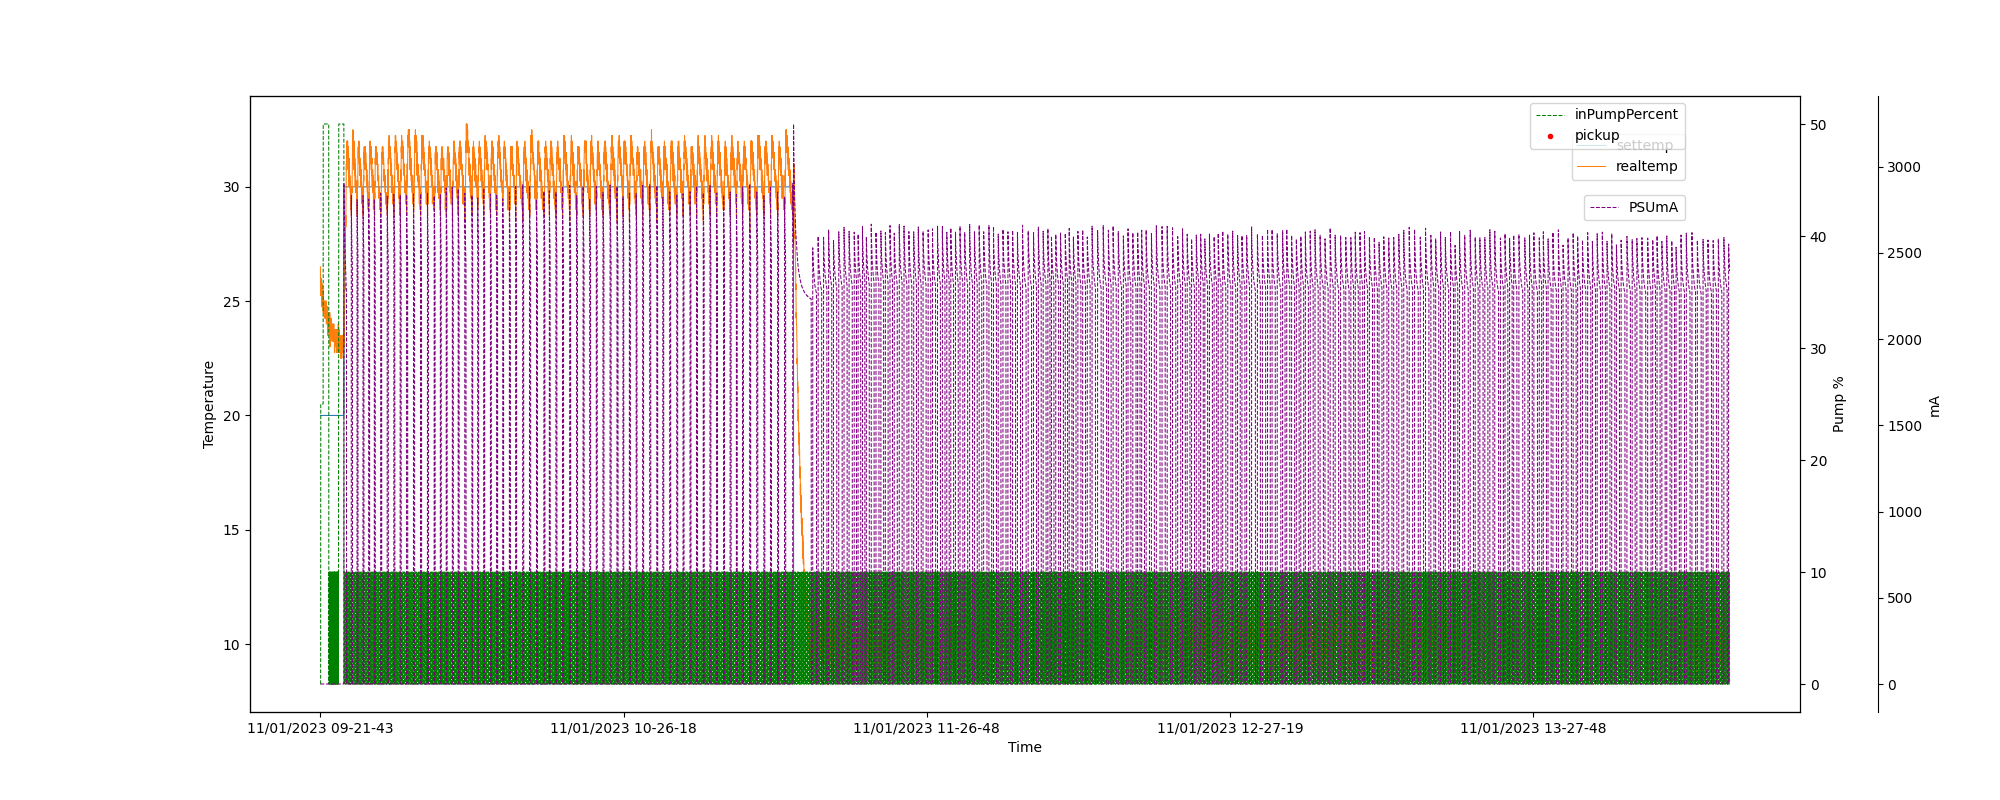 inPumpPercent
pickup
settemp
realtemp
PSUmA
30
25
20
15
10
Temperature
50
40
30
20
10
0
Pump %
3000
2500
2000
1500
1000
500
0
mA
11/01/2023 09-21-43
11/01/2023 10-26-18
11/01/2023 11-26-48
11/01/2023 12-27-19
11/01/2023 13-27-48
Time